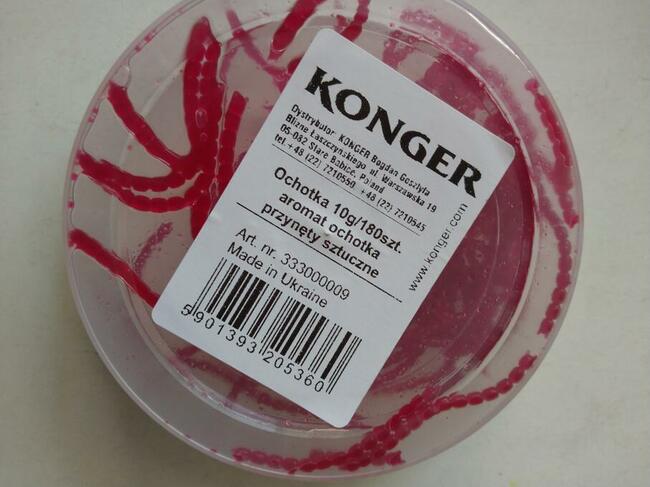 KONGER
Dystrybutor: KONGER Bogdan Gosztyła
Blizne Łaszczyńskiego, ul. Warszawska 19
05-082 Stare Babice, Poland
tel. +48 (22) 7210550, +48 (22) 7210545
Ochotka 10g/180szt.
aromat ochotka
przynęty sztuczne
Art. nr. 333000009
Made in Ukraine
5901393205360
www.konger.com